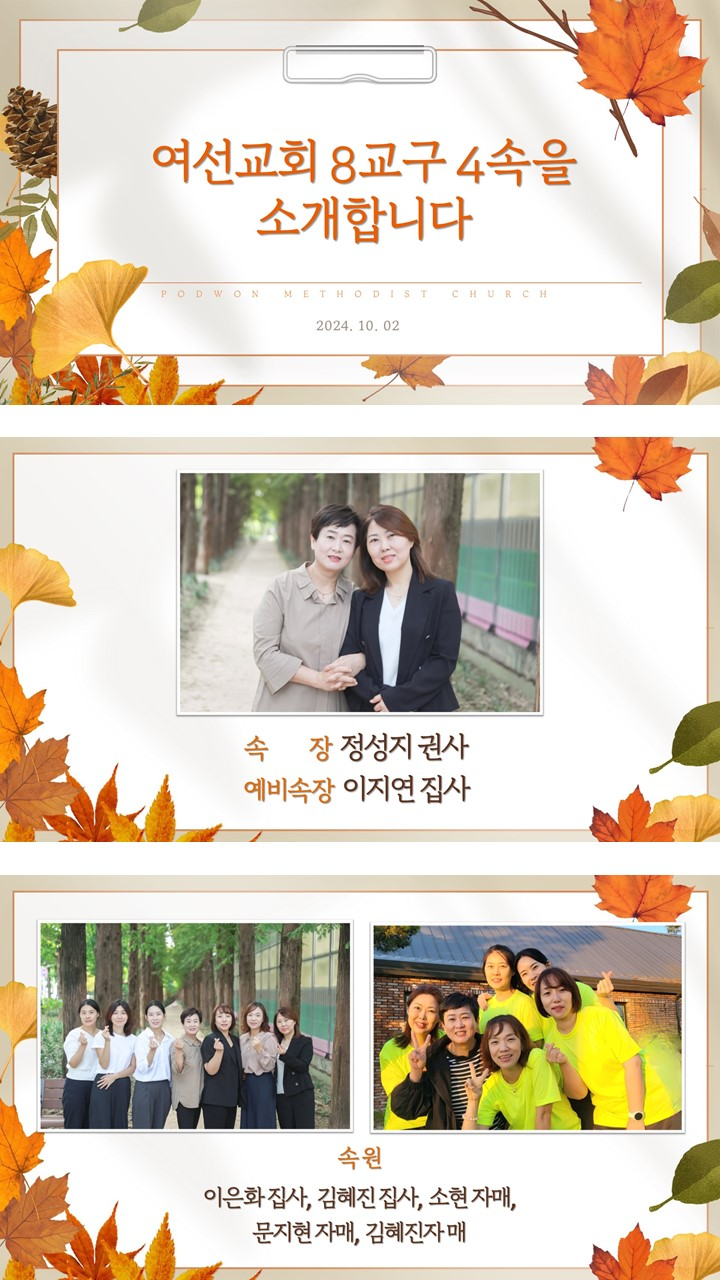 여선교회 8교구 4속을
소개합니다
PODWON METHODIST CHURCH
2024. 10. 02
속 장 정성지 권사
예비속장 이지연 집사
속원
이은화 집사, 김혜진 집사, 소현 자매,
문지현 자매, 김혜진자매